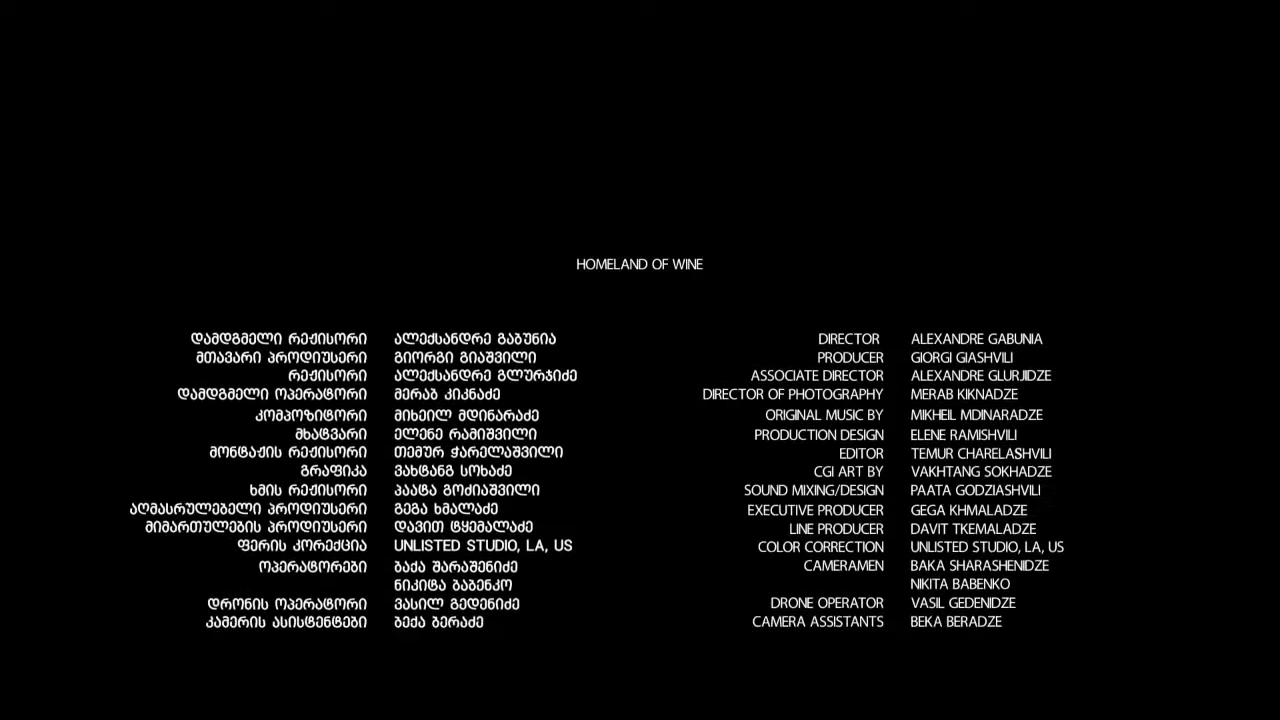 HOMELAND OF WINE
დამდგმელი რეჟისორი ალექსანდრე გაბუნია
მთავარი პროდიუსერი გიორგი გიაშვილი
რეჟისორი ალექსანდრე გლურჯიძე
დამდგმელი ოპერატორი მერაბ კიკნაძე
კომპოზიტორი მიხეილ მდინარაძე
მხატვარი ელენე რამიშვილი
მონტაჟის რეჟისორი თემურ ჭარელაშვილი
გრაფიკა ვახტანგ სოხაძე
ხმის რეჟისორი პაატა გოძიაშვილი
აღმასრულებელი პროდიუსერი გეგა ხმალაძე
მიმართულების პროდიუსერი დავით ტყემალაძე
ფერის კორექცია UNLISTED STUDIO, LA, US
ოპერატორები ბაქა შარაშენიძე
ნიკიტა ბაბენკო
დრონის ოპერატორი ვასილ გედენიძე
კამერის ასისტენტები ბექა ბერაძე
DIRECTOR ALEXANDRE GABUNIA
PRODUCER GIORGI GIASHVILI
ASSOCIATE DIRECTOR ALEXANDRE GLURJIDZE
DIRECTOR OF PHOTOGRAPHY MERAB KIKNADZE
ORIGINAL MUSIC BY MIKHEIL MDINARADZE
PRODUCTION DESIGN ELENE RAMISHVILI
EDITOR TEMUR CHARELASHVILI
CGI ART BY VAKHTANG SOKHADZE
SOUND MIXING/DESIGN PAATA GODZIASHVILI
EXECUTIVE PRODUCER GEGA KHMALADZE
LINE PRODUCER DAVIT TKEMALADZE
COLOR CORRECTION UNLISTED STUDIO, LA, US
CAMERAMEN BAKA SHARASHENIDZE
NIKITA BABENKO
DRONE OPERATOR VASIL GEDENIDZE
CAMERA ASSISTANTS BEKA BERADZE